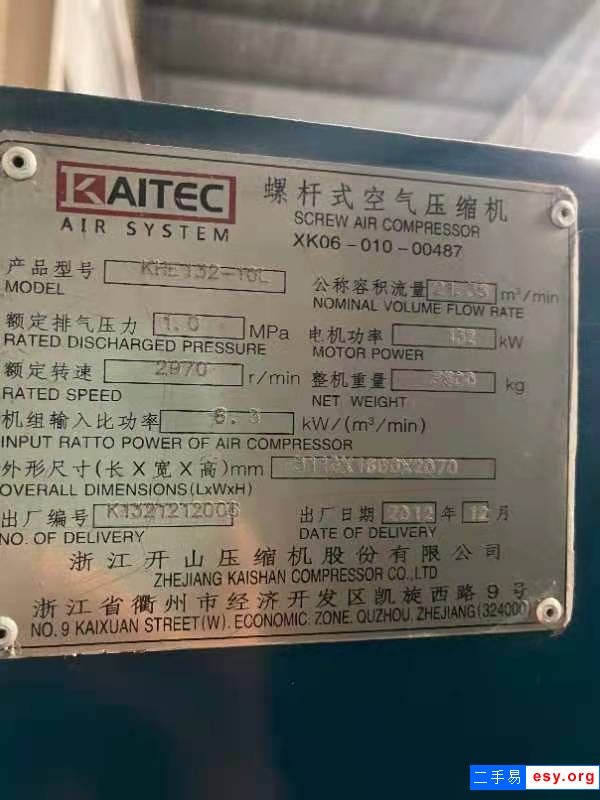 KAITEC
AIR SYSTEM
螺杆式空气压缩机
SCREW AIR COMPRESSOR
XK06-010-00487
产品型号
MODEL
公称容积流量 m³/min
NOMINAL VOLUME FLOW RATE
额定排气压力 1.0 MPa
RATED DISCHARGED PRESSURE
电机功率 132 kW
MOTOR POWER
额定转速 2970 r/min
RATED SPEED
整机重量 kg
NET WEIGHT
机组输入比功率 kW/(m³/min)
INPUT RATTO POWER OF AIR COMPRESSOR
外形尺寸(长X宽X高)mm
OVERALL DIMENSIONS(LxWxH)
出厂编号 K1321212006
NO. OF DELIVERY
出厂日期 2012 年 12 月
DATE OF DELIVERY
浙江开山压缩机股份有限公司
ZHEJIANG KAISHAN COMPRESSOR CO.,LTD
浙江省衢州市经济开发区凯旋西路9号
NO.9 KAIXUAN STREET(W). ECONOMIC. ZONE. QUZHOU. ZHEJIANG(324000)
二手易 esy.org